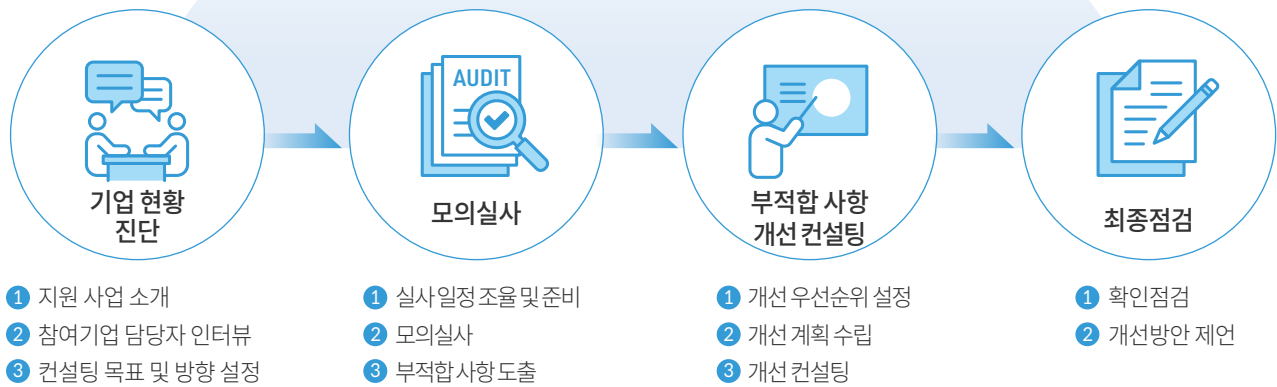 기업 현황
진단
1 지원 사업 소개
2 참여기업 담당자 인터뷰
3 컨설팅 목표 및 방향 설정
AUDIT
모의실사
1 실사 일정 조율 및 준비
2 모의실사
3 부적합 사항 도출
부적합 사항
개선 컨설팅
1 개선 우선순위 설정
2 개선 계획 수립
3 개선 컨설팅
최종점검
1 확인점검
2 개선방안 제언